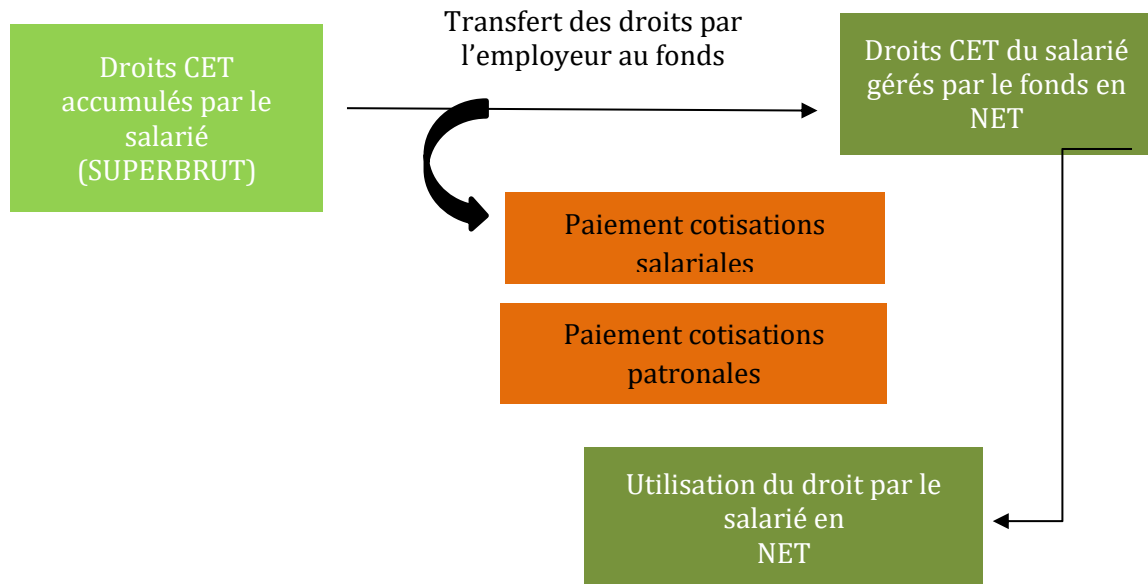 Droits CET
accumulés par le
salarié
(SUPERBRUT)
Transfert des droits par
l’employeur au fonds
Droits CET du salarié
gérés par le fonds en
NET
Paiement cotisations
salariales
Paiement cotisations
patronales
Utilisation du droit par le
salarié en
NET